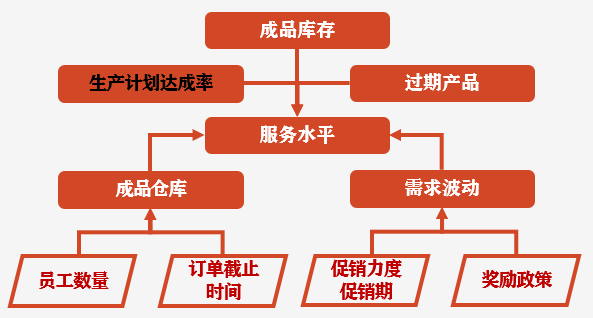 成品库存
生产计划达成率
过期产品
服务水平
成品仓库
需求波动
员工数量
订单截止
时间
促销力度
促销期
奖励政策